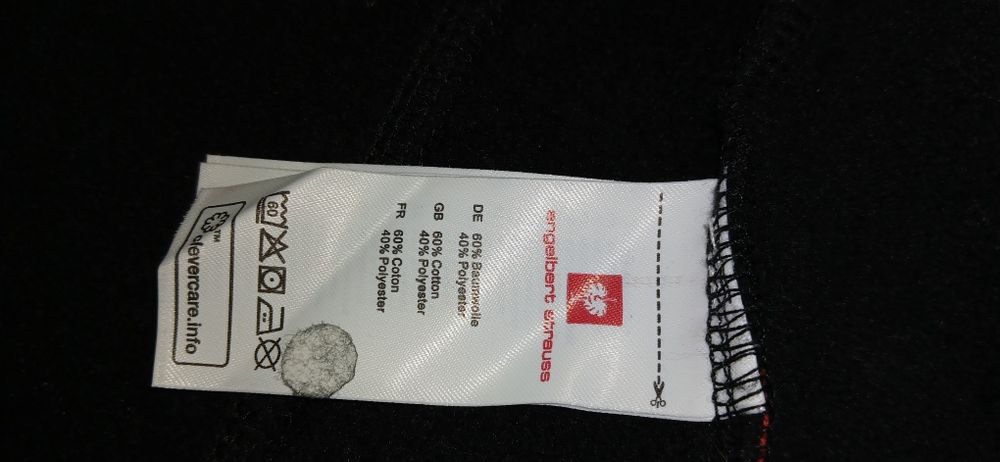 engelbert strauss
DE 60% Baumwolle
40% Polyester
GB 60% Cotton
40% Polyester
FR 60% Coton
40% Polyester
60
clevercare.info™